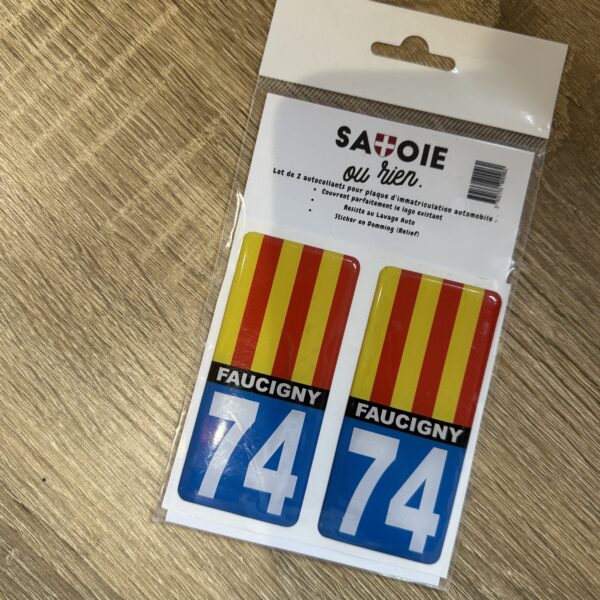 SAVOIE
ou rien.
Lot de 2 autocollants pour plaque d'immatriculation automobile
• Couvrent parfaitement le logo existant
• Resiste au Lavage Auto
• Sticker en Domming (Relief)
FAUCIGNY
74
FAUCIGNY
74